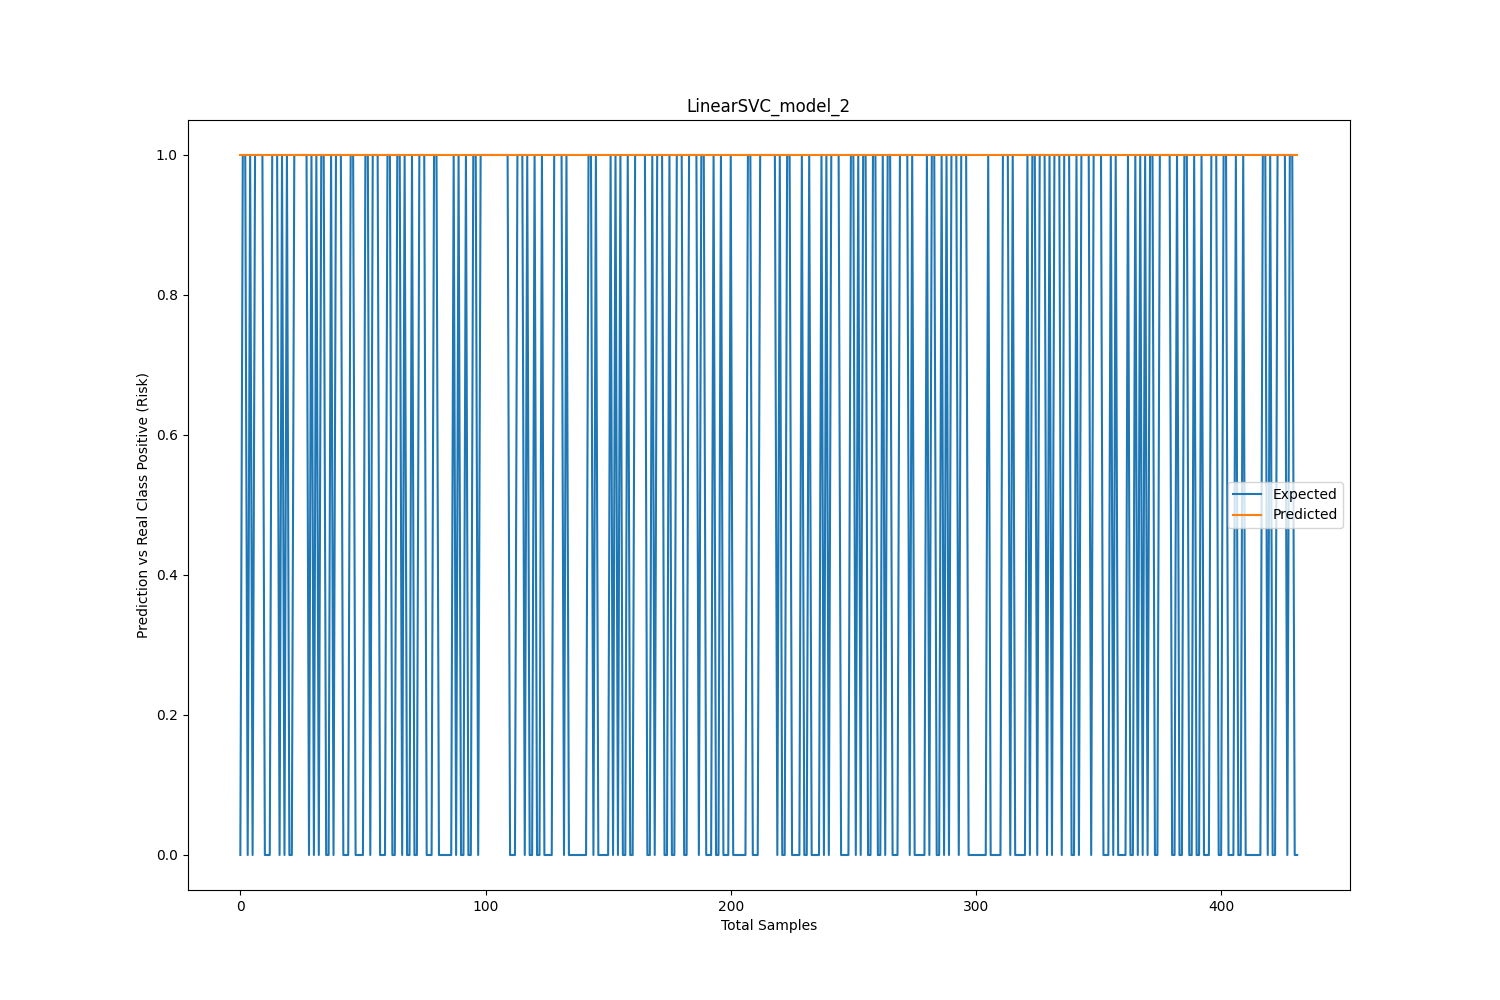 LinearSVC_model_2
1.0
0.8
0.6
0.4
0.2
0.0
Prediction vs Real Class Positive (Risk)
Expected
Predicted
0 100 200 300 400
Total Samples